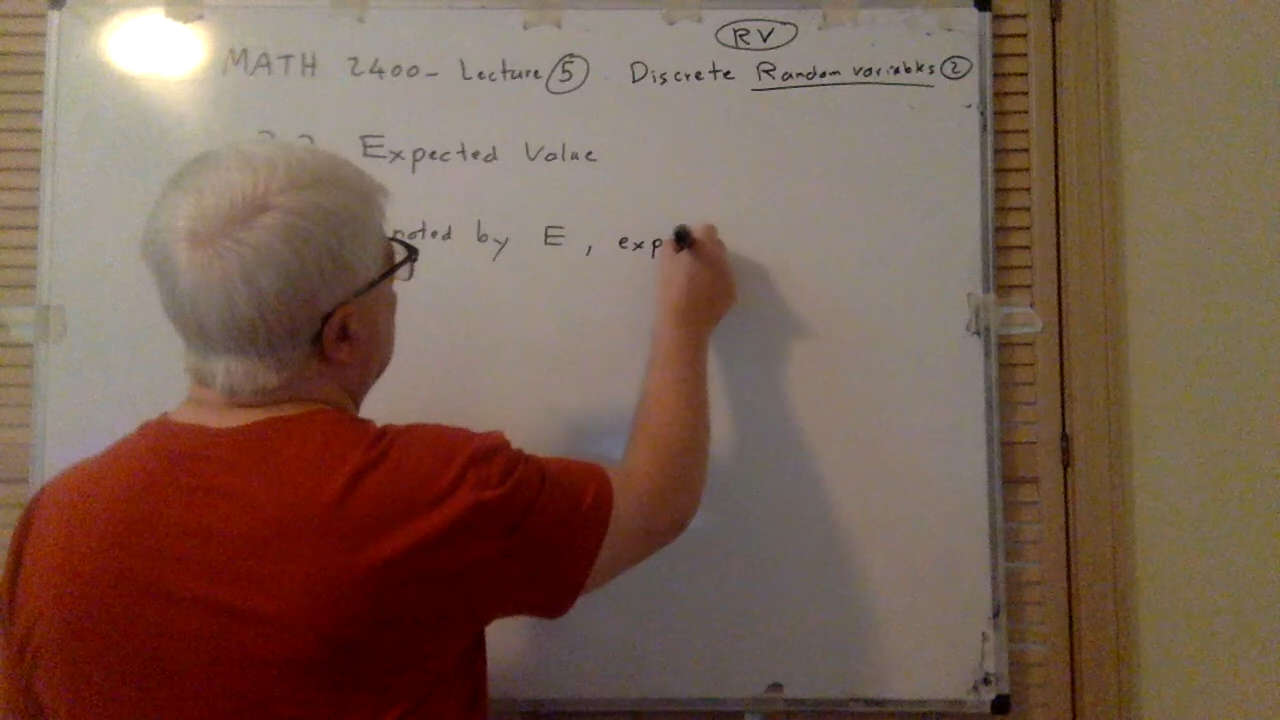 RV
MATH 2400- Lecture 5 Discrete Random variables 2
Expected Value
noted by E, exp